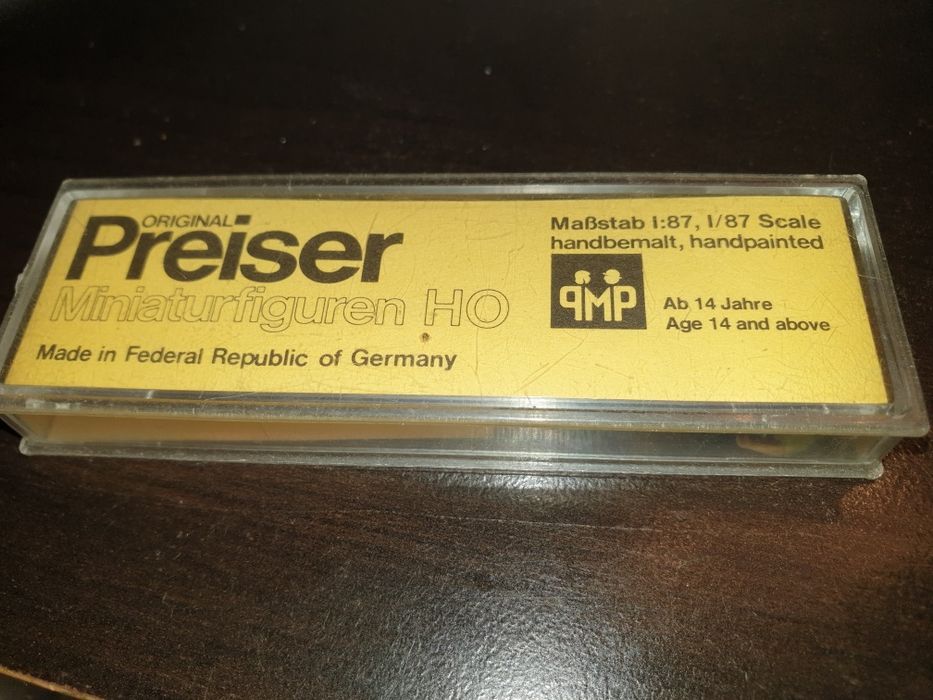 ORIGINAL
Preiser
Miniaturfiguren HO
Made in Federal Republic of Germany
Maßstab 1:87, 1/87 Scale
handbemalt, handpainted
PMP
Ab 14 Jahre
Age 14 and above